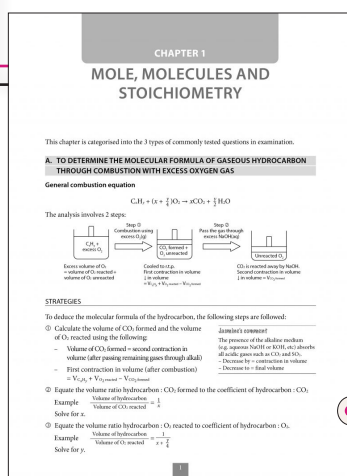 CHAPTER 1
MOLE, MOLECULES AND
STOICHIOMETRY
This chapter is categorised into the 3 types of commonly tested questions in examination.
A. TO DETERMINE THE MOLECULAR FORMULA OF GASEOUS HYDROCARBON
THROUGH COMBUSTION WITH EXCESS OXYGEN GAS
General combustion equation
CₓHᵧ + (x + y/4)O₂ → xCO₂ + y/2 H₂O
The analysis involves 2 steps:
Step ①
Combustion using
excess O₂(g)
Step ②
Pass the gas through
excess NaOH(aq)
CₓHᵧ +
excess O₂
CO₂ formed +
O₂ unreacted
Unreacted O₂
Excess volume of O₂
= volume of O₂ reacted +
volume of O₂ unreacted
Cooled to r.t.p.
First contraction in volume
↓ in volume
= V CₓHᵧ + V O₂ reacted − V CO₂ formed
CO₂ is reacted away by NaOH.
Second contraction in volume
↓ in volume = V CO₂ formed
STRATEGIES
To deduce the molecular formula of the hydrocarbon, the following steps are followed:
① Calculate the volume of CO₂ formed and the volume
of O₂ reacted using the following:
– Volume of CO₂ formed = second contraction in
volume (after passing remaining gases through alkali)
– First contraction in volume (after combustion)
= V CₓHᵧ + V O₂ reacted − V CO₂ formed
Jasmine's comment
The presence of the alkaline medium
(e.g. aqueous NaOH or KOH, etc) absorbs
all acidic gases such as CO₂ and SO₂.
- Decrease by = contraction in volume
- Decrease to = final volume
② Equate the volume ratio hydrocarbon : CO₂ formed to the coefficient of hydrocarbon : CO₂
Example Volume of hydrocarbon / Volume of CO₂ reacted = 1/x
Solve for x.
③ Equate the volume ratio hydrocarbon : O₂ reacted to coefficient of hydrocarbon : O₂.
Example Volume of hydrocarbon / Volume of O₂ reacted = 1 / (x + y/4)
Solve for y.
1